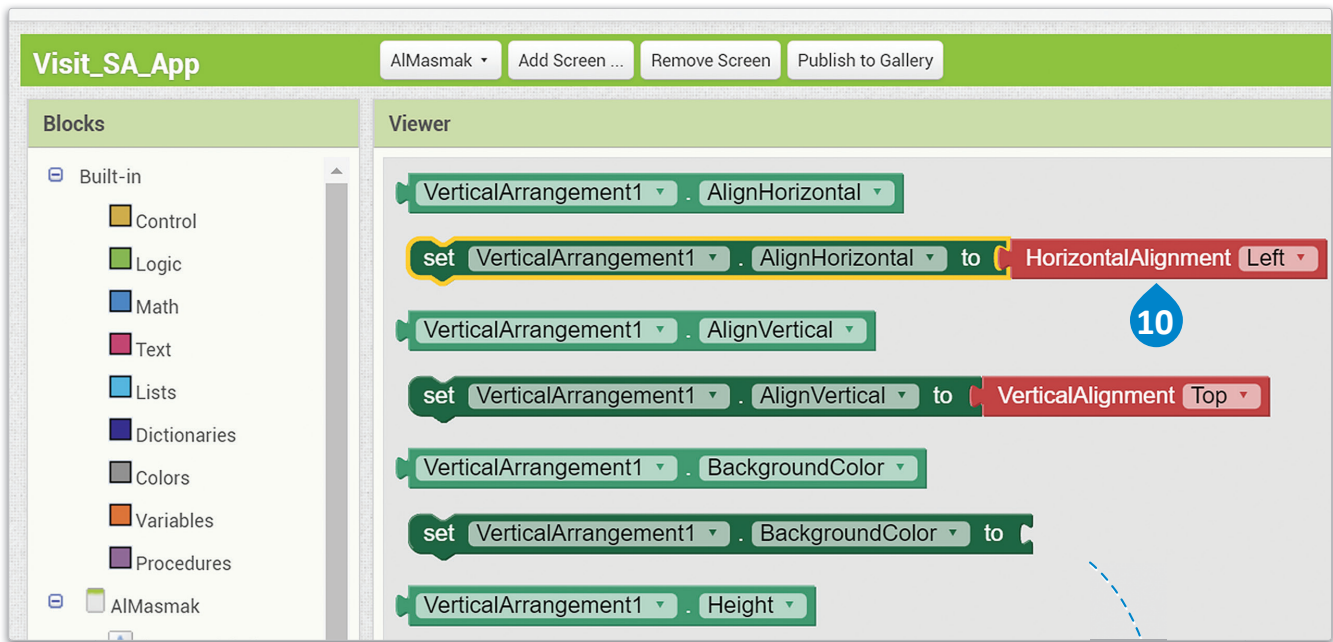 Visit_SA_App AlMasmak Add Screen ... Remove Screen Publish to Gallery
Blocks
Viewer
Built-in
Control
Logic
Math
Text
Lists
Dictionaries
Colors
Variables
Procedures
AlMasmak
VerticalArrangement1 . AlignHorizontal
set VerticalArrangement1 . AlignHorizontal to HorizontalAlignment Left
10
VerticalArrangement1 . AlignVertical
set VerticalArrangement1 . AlignVertical to VerticalAlignment Top
VerticalArrangement1 . BackgroundColor
set VerticalArrangement1 . BackgroundColor to
VerticalArrangement1 . Height